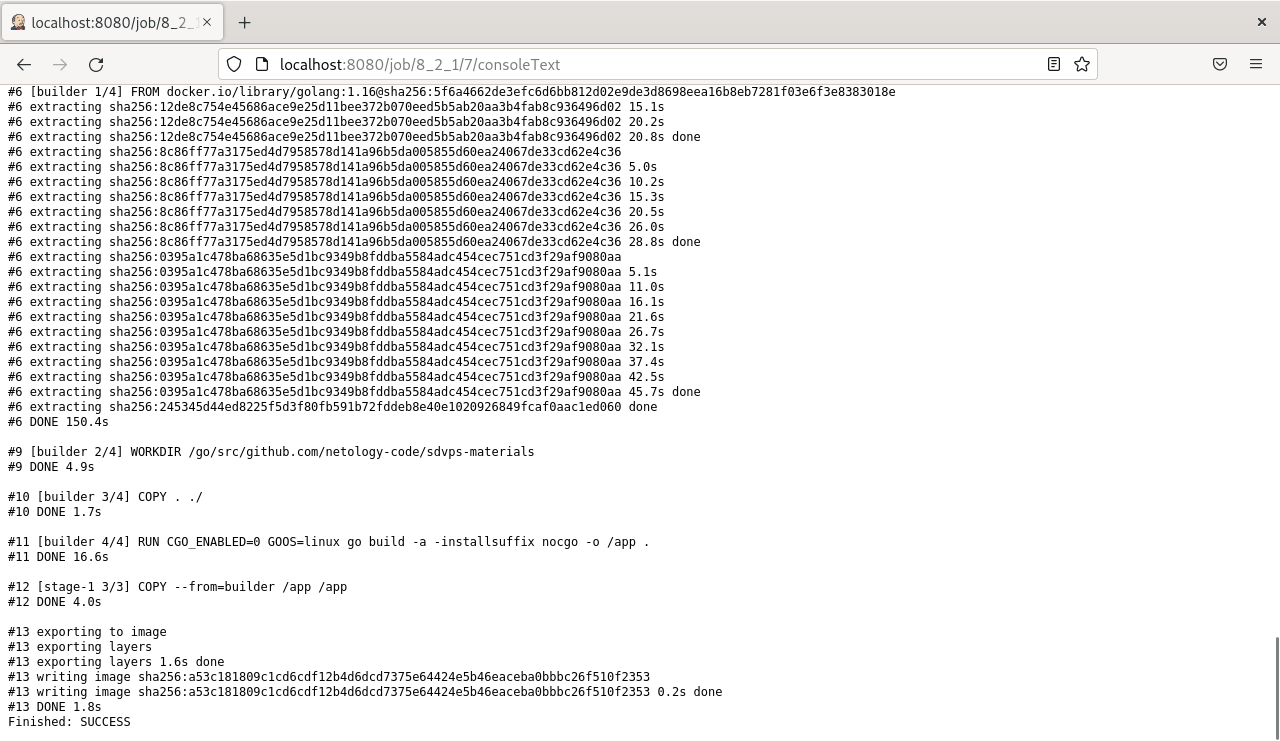 localhost:8080/job/8_2_1
localhost:8080/job/8_2_1/7/consoleText
#6 [builder 1/4] FROM docker.io/library/golang:1.16@sha256:5f6a4662de3efc6d6bb812d02e9de3d8698eea16b8eb7281f03e6f3e8383018e
#6 extracting sha256:12de8c754e45686ace9e25d11bee372b070eed5b5ab20aa3b4fab8c936496d02 15.1s
#6 extracting sha256:12de8c754e45686ace9e25d11bee372b070eed5b5ab20aa3b4fab8c936496d02 20.2s
#6 extracting sha256:12de8c754e45686ace9e25d11bee372b070eed5b5ab20aa3b4fab8c936496d02 20.8s done
#6 extracting sha256:8c86ff77a3175ed4d7958578d141a96b5da005855d60ea24067de33cd62e4c36
#6 extracting sha256:8c86ff77a3175ed4d7958578d141a96b5da005855d60ea24067de33cd62e4c36 5.0s
#6 extracting sha256:8c86ff77a3175ed4d7958578d141a96b5da005855d60ea24067de33cd62e4c36 10.2s
#6 extracting sha256:8c86ff77a3175ed4d7958578d141a96b5da005855d60ea24067de33cd62e4c36 15.3s
#6 extracting sha256:8c86ff77a3175ed4d7958578d141a96b5da005855d60ea24067de33cd62e4c36 20.5s
#6 extracting sha256:8c86ff77a3175ed4d7958578d141a96b5da005855d60ea24067de33cd62e4c36 26.0s
#6 extracting sha256:8c86ff77a3175ed4d7958578d141a96b5da005855d60ea24067de33cd62e4c36 28.8s done
#6 extracting sha256:0395a1c478ba68635e5d1bc9349b8fddba5584adc454cec751cd3f29af9080aa
#6 extracting sha256:0395a1c478ba68635e5d1bc9349b8fddba5584adc454cec751cd3f29af9080aa 5.1s
#6 extracting sha256:0395a1c478ba68635e5d1bc9349b8fddba5584adc454cec751cd3f29af9080aa 11.0s
#6 extracting sha256:0395a1c478ba68635e5d1bc9349b8fddba5584adc454cec751cd3f29af9080aa 16.1s
#6 extracting sha256:0395a1c478ba68635e5d1bc9349b8fddba5584adc454cec751cd3f29af9080aa 21.6s
#6 extracting sha256:0395a1c478ba68635e5d1bc9349b8fddba5584adc454cec751cd3f29af9080aa 26.7s
#6 extracting sha256:0395a1c478ba68635e5d1bc9349b8fddba5584adc454cec751cd3f29af9080aa 32.1s
#6 extracting sha256:0395a1c478ba68635e5d1bc9349b8fddba5584adc454cec751cd3f29af9080aa 37.4s
#6 extracting sha256:0395a1c478ba68635e5d1bc9349b8fddba5584adc454cec751cd3f29af9080aa 42.5s
#6 extracting sha256:0395a1c478ba68635e5d1bc9349b8fddba5584adc454cec751cd3f29af9080aa 45.7s done
#6 extracting sha256:245345d44ed8225f5d3f80fb591b72fddeb8e40e1020926849fcaf0aac1ed060 done
#6 DONE 150.4s
#9 [builder 2/4] WORKDIR /go/src/github.com/netology-code/sdvps-materials
#9 DONE 4.9s
#10 [builder 3/4] COPY . ./
#10 DONE 1.7s
#11 [builder 4/4] RUN CGO_ENABLED=0 GOOS=linux go build -a -installsuffix nocgo -o /app .
#11 DONE 16.6s
#12 [stage-1 3/3] COPY --from=builder /app /app
#12 DONE 4.0s
#13 exporting to image
#13 exporting layers
#13 exporting layers 1.6s done
#13 writing image sha256:a53c181809c1cd6cdf12b4d6dcd7375e64424e5b46eaceba0bbbc26f510f2353
#13 writing image sha256:a53c181809c1cd6cdf12b4d6dcd7375e64424e5b46eaceba0bbbc26f510f2353 0.2s done
#13 DONE 1.8s
Finished: SUCCESS